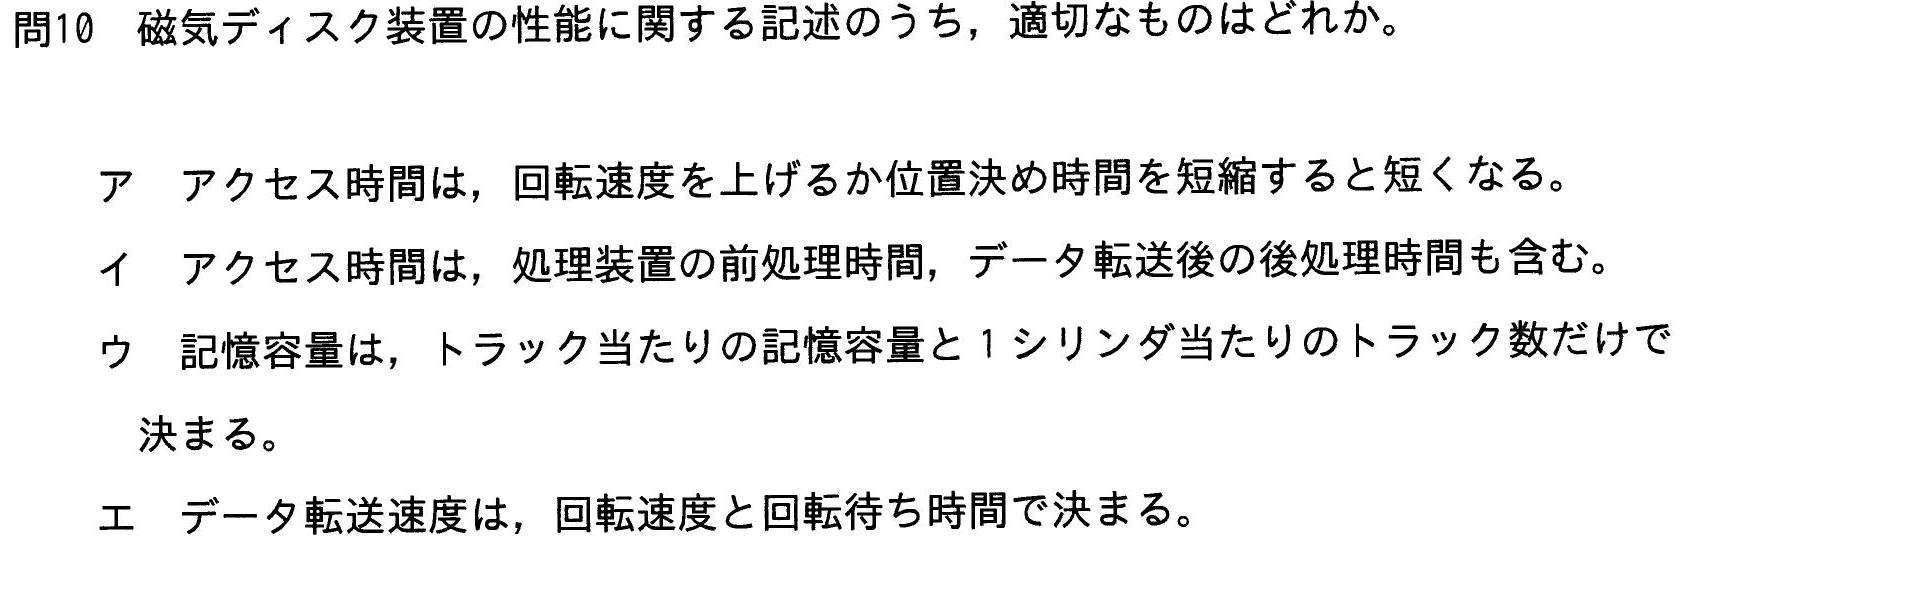 問10　磁気ディスク装置の性能に関する記述のうち，適切なものはどれか。
ア　アクセス時間は，回転速度を上げるか位置決め時間を短縮すると短くなる。
イ　アクセス時間は，処理装置の前処理時間，データ転送後の後処理時間も含む。
ウ　記憶容量は，トラック当たりの記憶容量と1シリンダ当たりのトラック数だけで
決まる。
エ　データ転送速度は，回転速度と回転待ち時間で決まる。